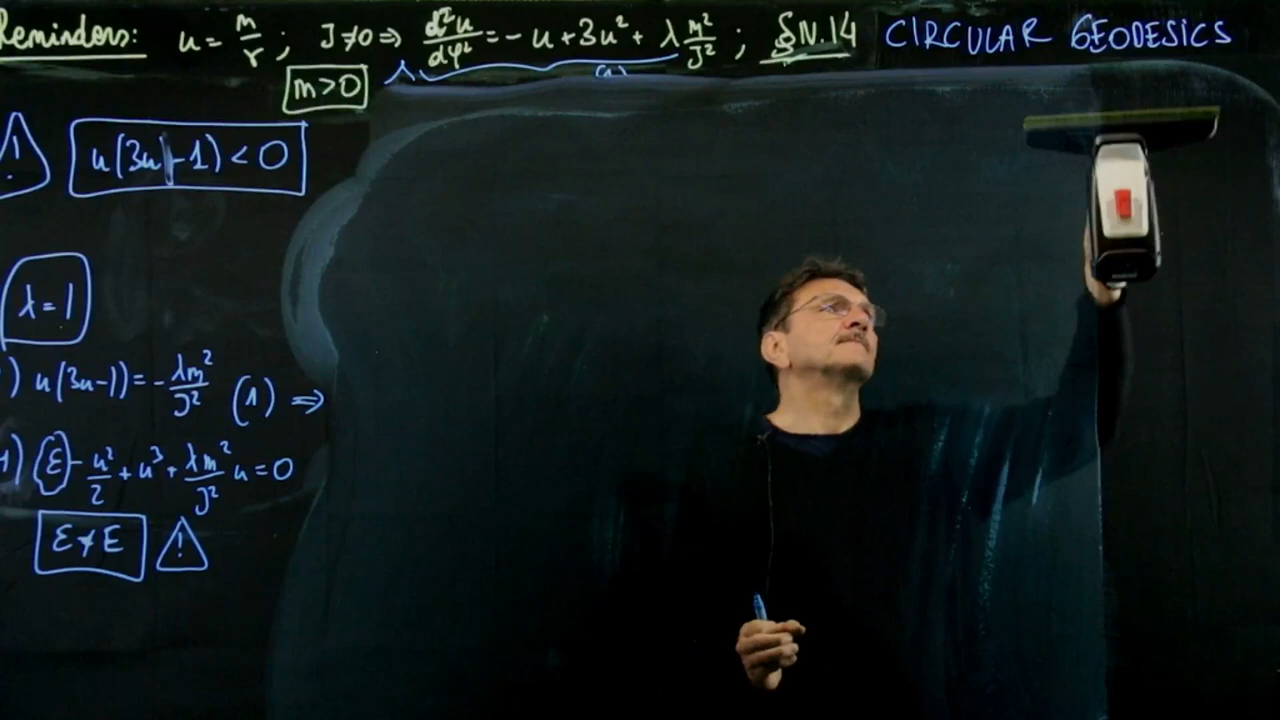 Reminders: u = m/r ; J≠0 ⇒ d²u/dφ² = - u + 3u² + λ m²/J² ; §N.14 CIRCULAR GEODESICS
m > 0 (1)
! u(3u-1) < 0
λ = 1
) u(3u-1) = - λm²/J² (1) ⇒
) ε - u²/2 + u³ + λm²/J² u = 0
ε ≠ E !